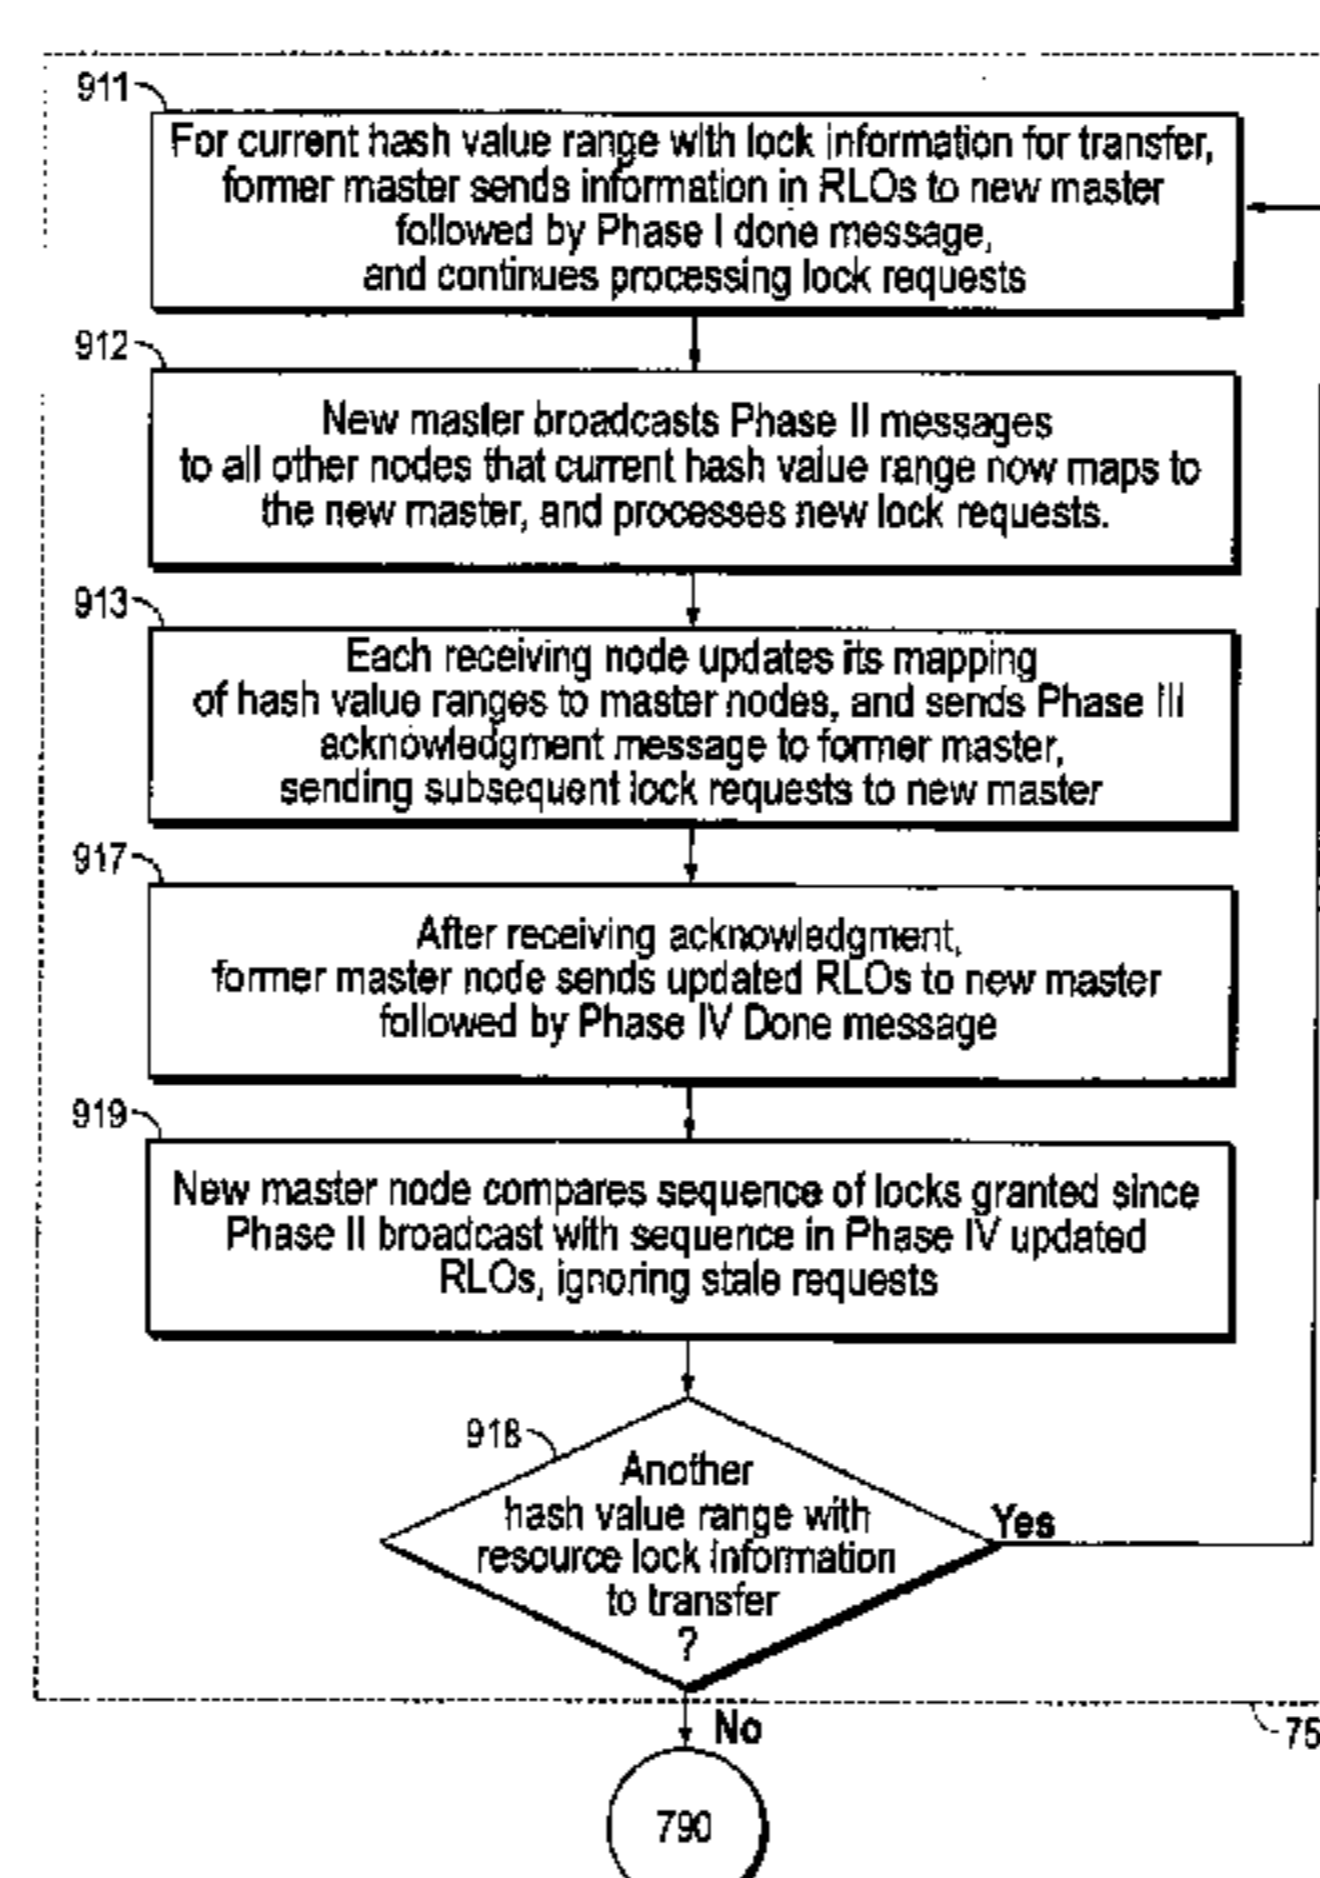 911
For current hash value range with lock information for transfer,
former master sends information in RLOs to new master
followed by Phase I done message,
and continues processing lock requests
912
New master broadcasts Phase II messages
to all other nodes that current hash value range now maps to
the new master, and processes new lock requests.
913
Each receiving node updates its mapping
of hash value ranges to master nodes, and sends Phase III
acknowledgment message to former master,
sending subsequent lock requests to new master
917
After receiving acknowledgment,
former master node sends updated RLOs to new master
followed by Phase IV Done message
919
New master node compares sequence of locks granted since
Phase II broadcast with sequence in Phase IV updated
RLOs, ignoring stale requests
918
Another
hash value range with
resource lock information
to transfer
?
Yes
No
75
790